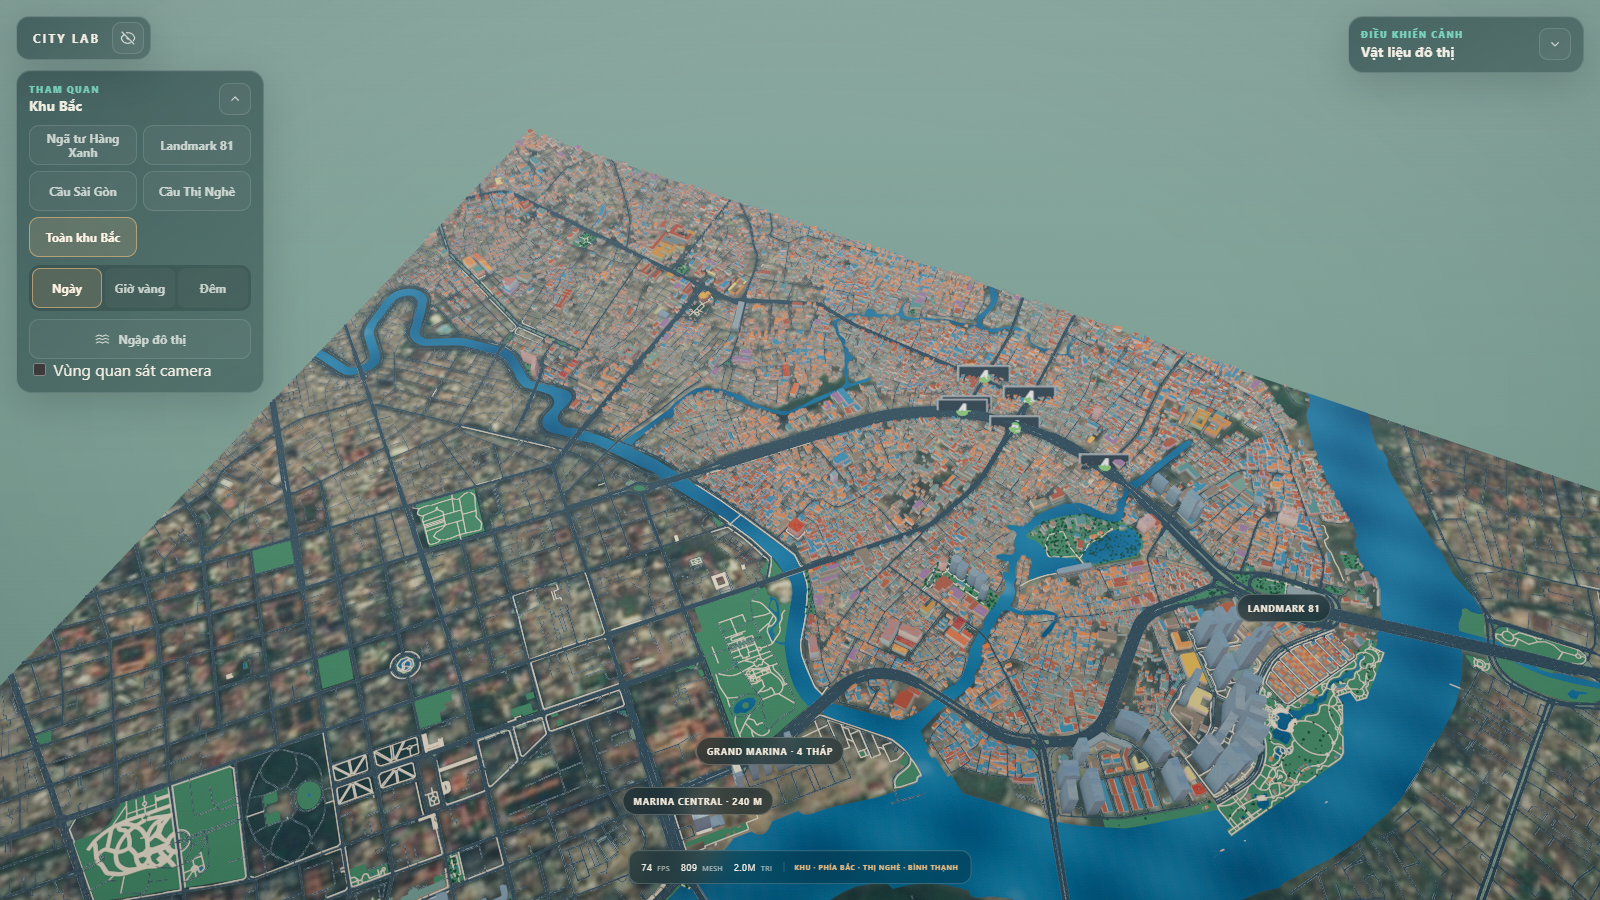 CITY LAB
THAM QUAN
Khu Bắc
Ngã tư Hàng
Xanh
Landmark 81
Cầu Sài Gòn
Cầu Thị Nghè
Toàn khu Bắc
Ngày
Giờ vàng
Đêm
Ngập đô thị
Vùng quan sát camera
ĐIỀU KHIỂN CẢNH
Vật liệu đô thị
LANDMARK 81
GRAND MARINA · 4 THÁP
MARINA CENTRAL · 240 M
74 FPS 809 MESH 2.0M TRI KHU · PHÍA BẮC · THỊ NGHÈ · BÌNH THẠNH